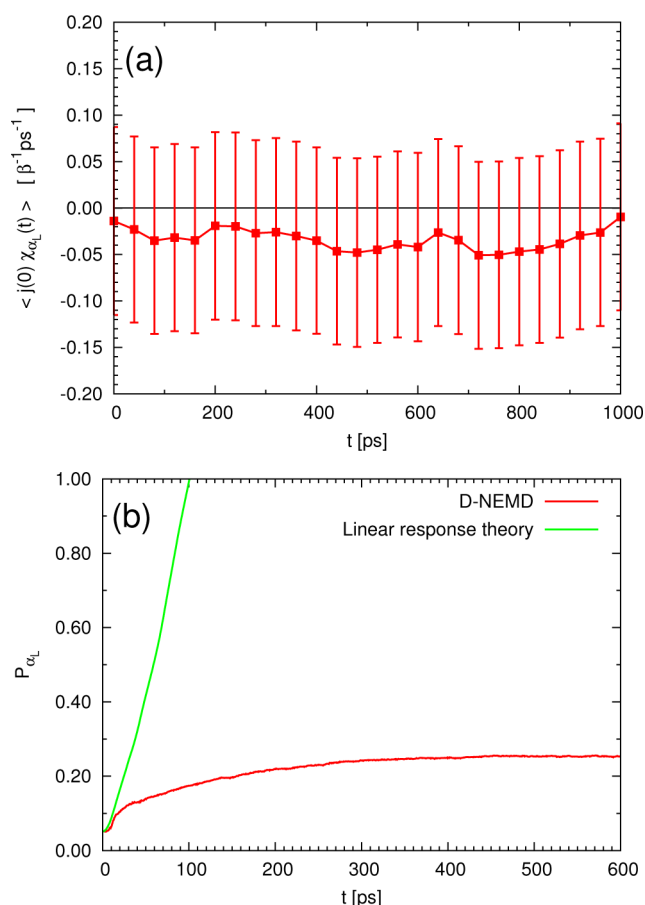 (a)
0.20
0.15
0.10
0.05
0.00
-0.05
-0.10
-0.15
-0.20
< j(0) χ_{α_L}(t) > [ β⁻¹ps⁻¹ ]
0 200 400 600 800 1000
t [ps]
(b)
D-NEMD
Linear response theory
1.00
0.80
0.60
0.40
0.20
0.00
P_{α_L}
0 100 200 300 400 500 600
t [ps]